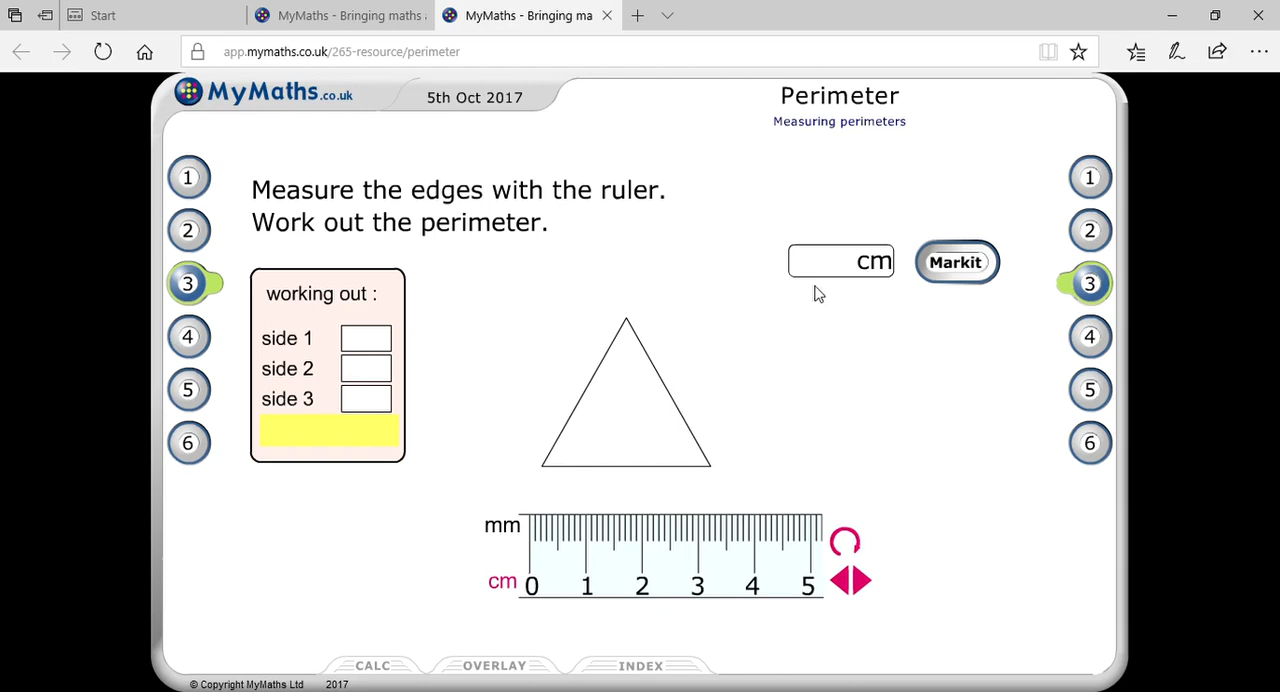 Start
MyMaths - Bringing maths
MyMaths - Bringing ma
app.mymaths.co.uk/265-resource/perimeter
MyMaths.co.uk
5th Oct 2017
Perimeter
Measuring perimeters
Measure the edges with the ruler.
Work out the perimeter.
cm
Markit
1
2
3
4
5
6
working out :
side 1
side 2
side 3
1
2
3
4
5
6
mm
cm 0 1 2 3 4 5
CALC
OVERLAY
INDEX
© Copyright MyMaths Ltd 2017